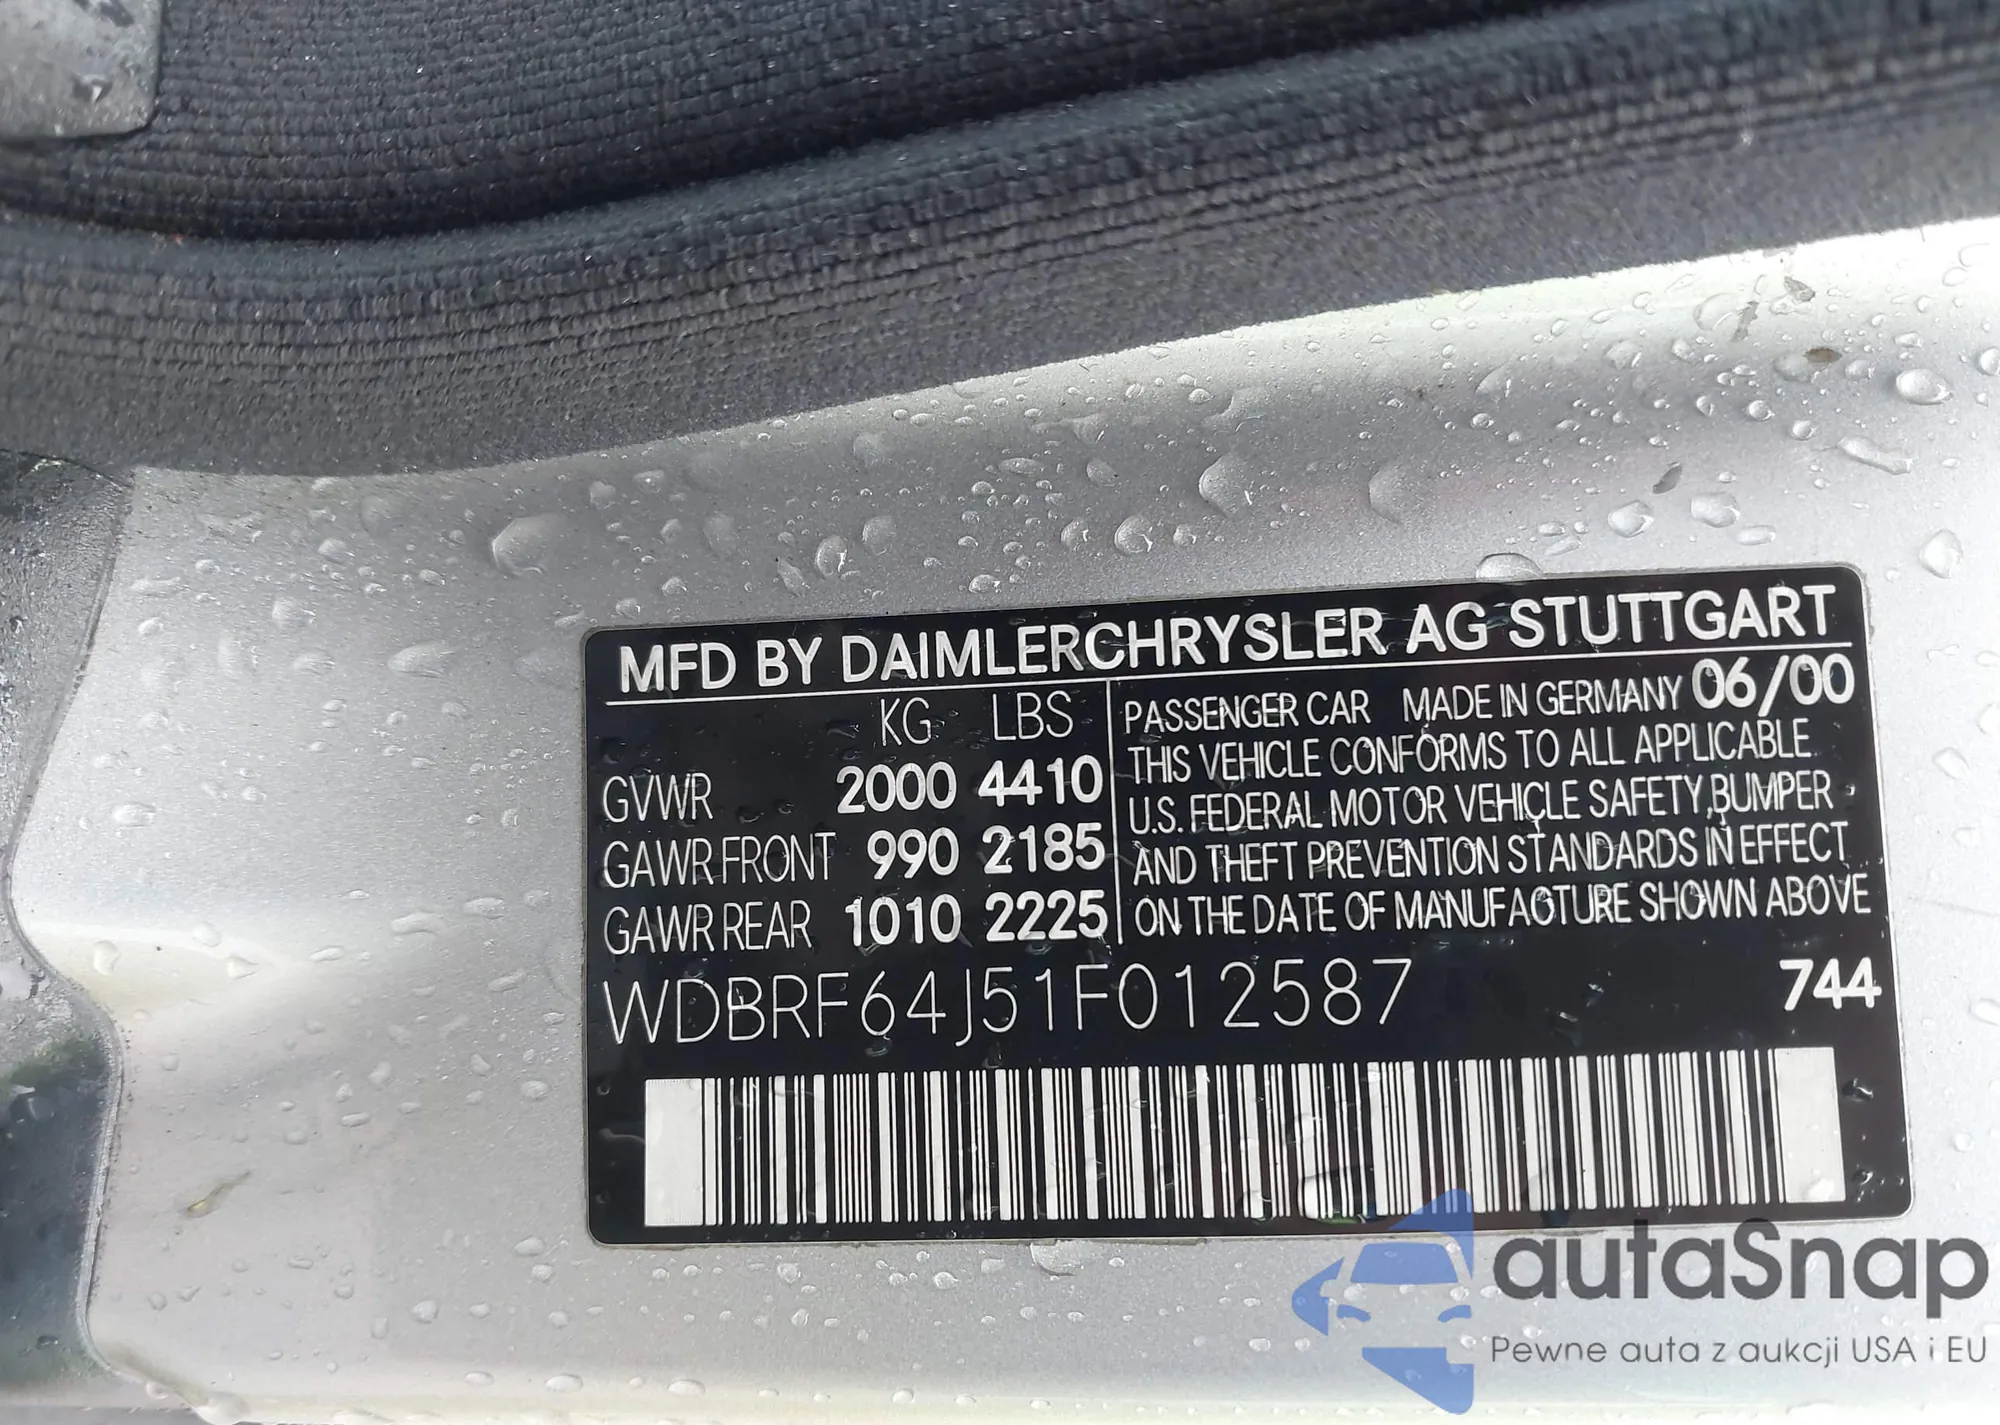 MFD BY DAIMLERCHRYSLER AG STUTTGART
KG LBS
GVWR 2000 4410
GAWR FRONT 990 2185
GAWR REAR 1010 2225
PASSENGER CAR MADE IN GERMANY 06/00
THIS VEHICLE CONFORMS TO ALL APPLICABLE
U.S. FEDERAL MOTOR VEHICLE SAFETY, BUMPER
AND THEFT PREVENTION STANDARDS IN EFFECT
ON THE DATE OF MANUFACTURE SHOWN ABOVE
WDBRF64J51F012587 744
autaSnap
Pewne auta z aukcji USA i EU